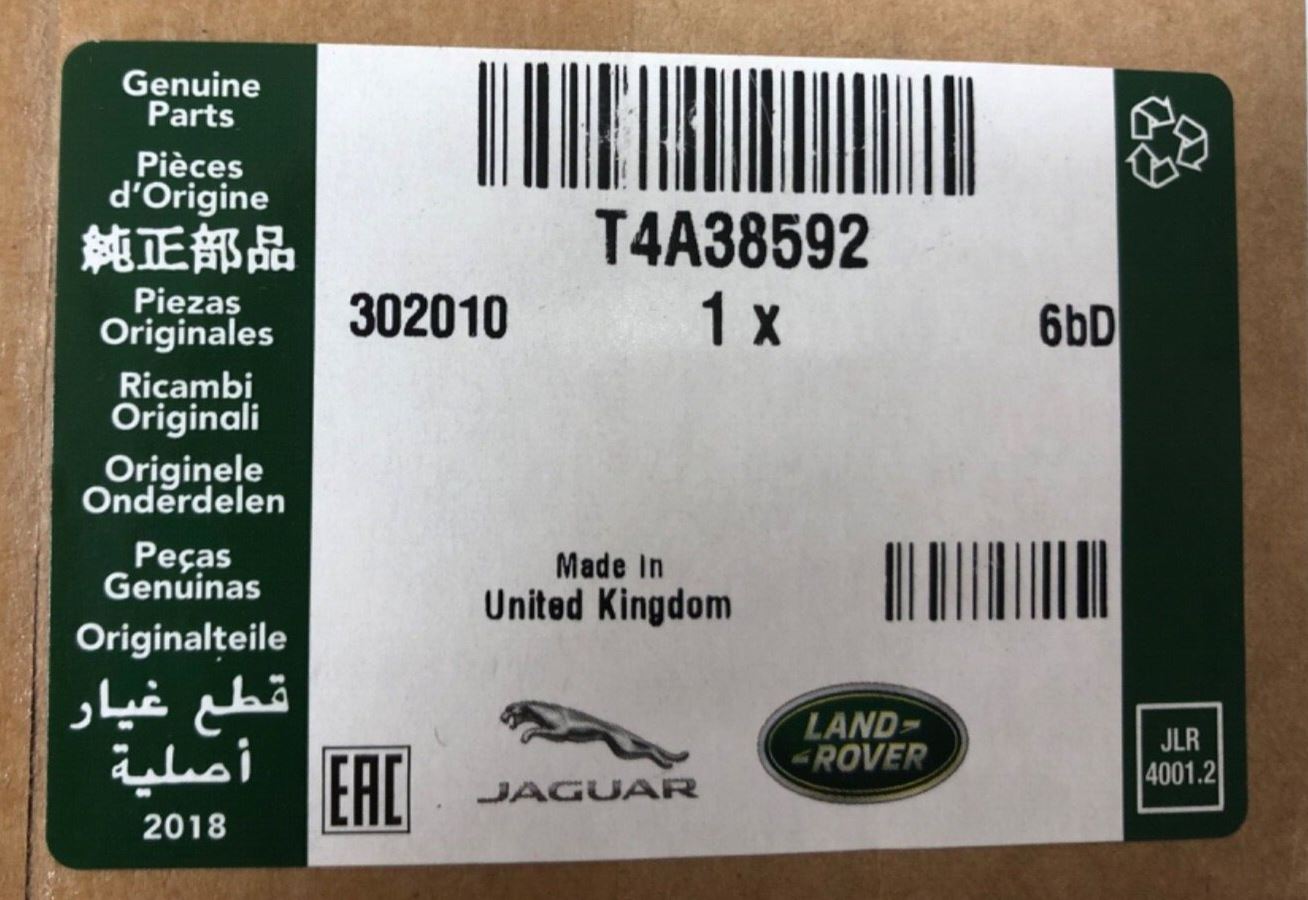 Genuine
Parts
Pièces
d'Origine
純正部品
Piezas
Originales
Ricambi
Originali
Originele
Onderdelen
Peças
Genuinas
Originalteile
قطع غيار
أصلية
2018
T4A38592
302010 1 x 6bD
Made In
United Kingdom
EAC
JAGUAR
LAND-
-ROVER
JLR
4001.2